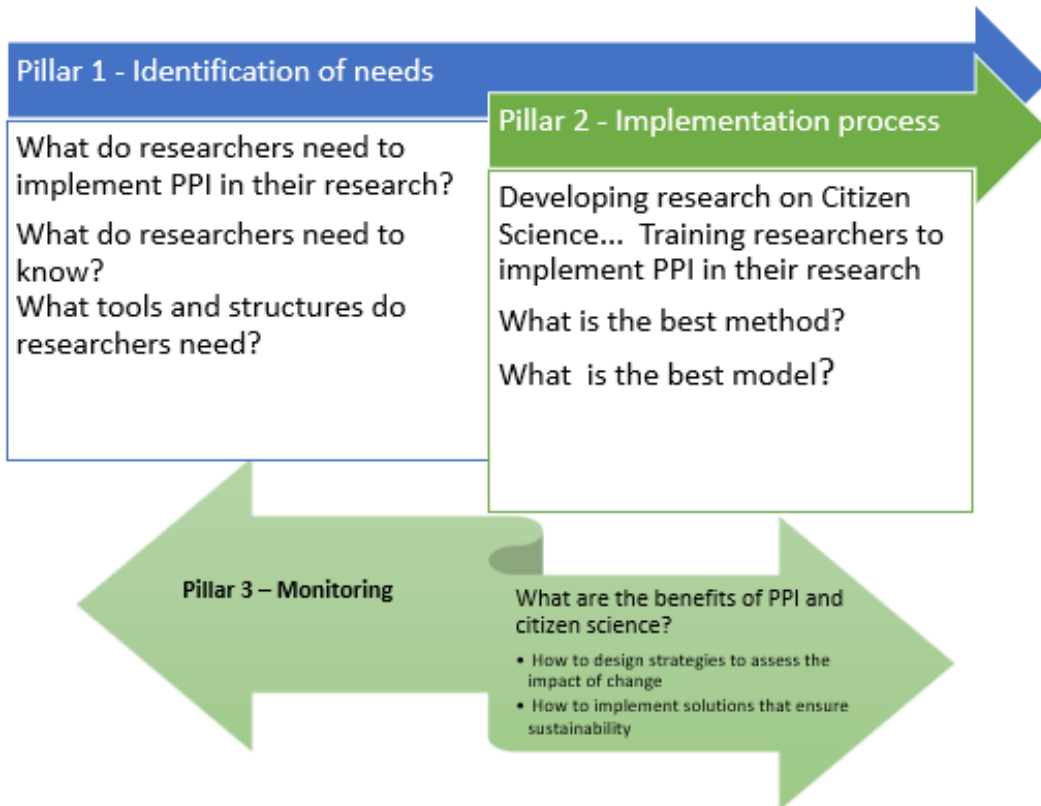 Pillar 1 - Identification of needs
What do researchers need to
implement PPI in their research?
What do researchers need to
know?
What tools and structures do
researchers need?
Pillar 2 - Implementation process
Developing research on Citizen
Science... Training researchers to
implement PPI in their research
What is the best method?
What is the best model?
Pillar 3 – Monitoring
What are the benefits of PPI and
citizen science?
• How to design strategies to assess the
impact of change
• How to implement solutions that ensure
sustainability